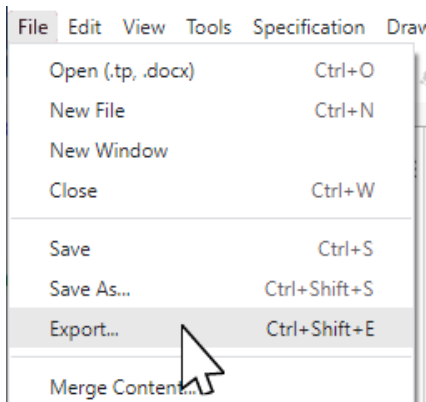 File Edit View Tools Specification Draw
Open (.tp, .docx) Ctrl+O
New File Ctrl+N
New Window
Close Ctrl+W
Save Ctrl+S
Save As... Ctrl+Shift+S
Export... Ctrl+Shift+E
Merge Content...